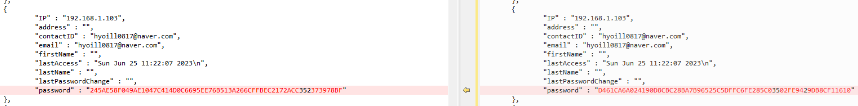 },
{
"IP" : "192.168.1.103",
"address" : "",
"contactID" : "hyoill0817@naver.com",
"email" : "hyoill0817@naver.com",
"firstName" : "",
"lastAccess" : "Sun Jun 25 11:22:07 2023\n",
"lastName" : "",
"lastPasswordChange" : "",
"password" :
},
{
"IP" : "192.168.1.103",
"address" : "",
"contactID" : "hyoill0817@naver.com",
"email" : "hyoill0817@naver.com",
"firstName" : "",
"lastAccess" : "Sun Jun 25 11:22:07 2023\n",
"lastName" : "",
"lastPasswordChange" : "",
"password" :
},